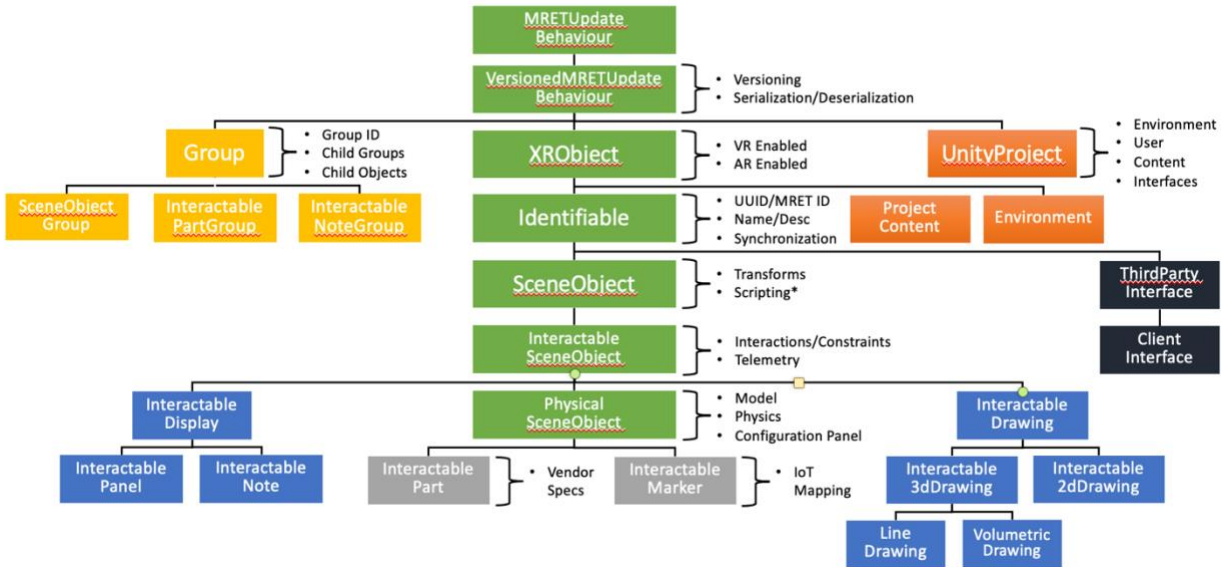 MRETUpdate
Behaviour
VersionedMRETUpdate
Behaviour
• Versioning
• Serialization/Deserialization
Group
• Group ID
• Child Groups
• Child Objects
XRObject
• VR Enabled
• AR Enabled
UnityProject
• Environment
• User
• Content
• Interfaces
SceneObject
Group
Interactable
PartGroup
Interactable
NoteGroup
Identifiable
• UUID/MRET ID
• Name/Desc
• Synchronization
Project
Content
Environment
SceneObject
• Transforms
• Scripting*
ThirdParty
Interface
Interactable
SceneObject
• Interactions/Constraints
• Telemetry
Client
Interface
Interactable
Display
Physical
SceneObject
• Model
• Physics
• Configuration Panel
Interactable
Drawing
Interactable
Panel
Interactable
Note
Interactable
Part
• Vendor
Specs
Interactable
Marker
• IoT
Mapping
Interactable
3dDrawing
Interactable
2dDrawing
Line
Drawing
Volumetric
Drawing